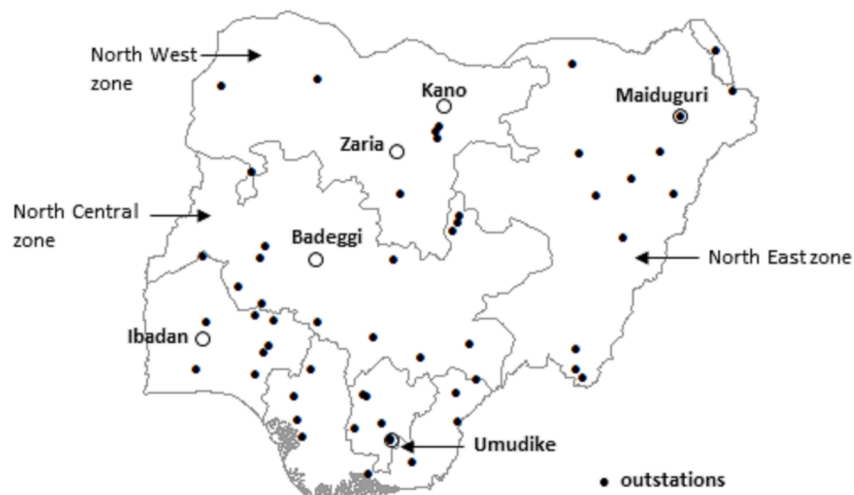 North West
zone
Kano
Maiduguri
Zaria
North Central
zone
Badeggi
North East zone
Ibadan
Umudike
outstations